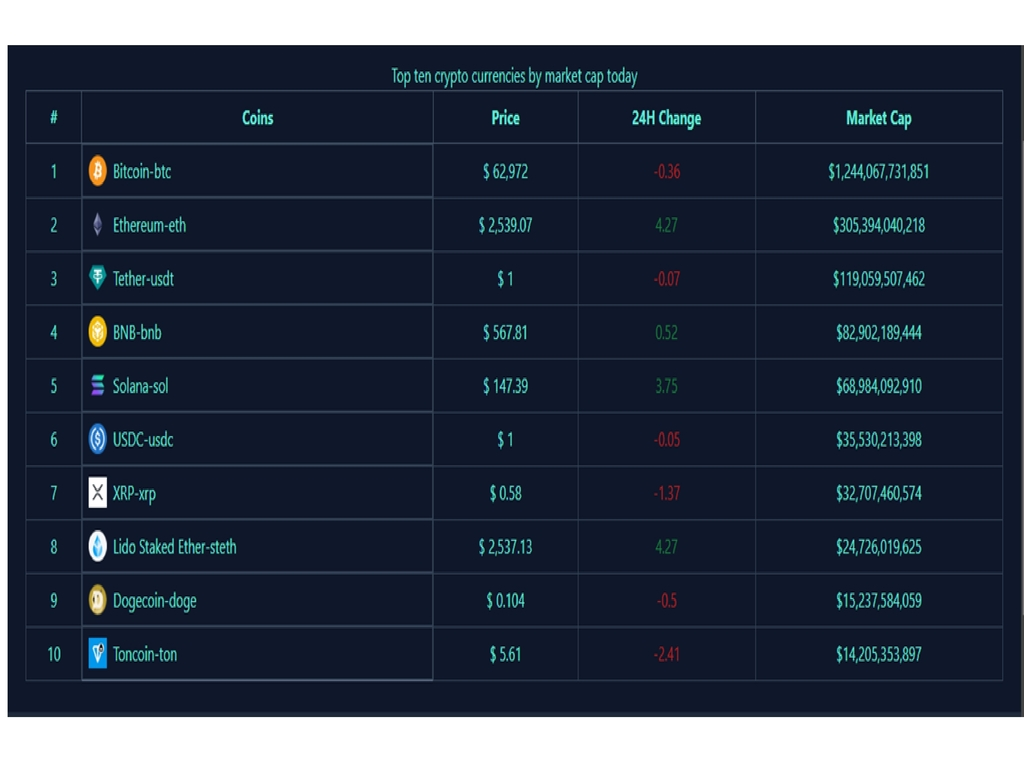 Top ten crypto currencies by market cap today
# Coins Price 24H Change Market Cap
1 Bitcoin-btc $ 62,972 -0.36 $1,244,067,731,851
2 Ethereum-eth $ 2,539.07 4.27 $305,394,040,218
3 Tether-usdt $ 1 -0.07 $119,059,507,462
4 BNB-bnb $ 567.81 0.52 $82,902,189,444
5 Solana-sol $ 147.39 3.75 $68,984,092,910
6 USDC-usdc $ 1 -0.05 $35,530,213,398
7 XRP-xrp $ 0.58 -1.37 $32,707,460,574
8 Lido Staked Ether-steth $ 2,537.13 4.27 $24,726,019,625
9 Dogecoin-doge $ 0.104 -0.5 $15,237,584,059
10 Toncoin-ton $ 5.61 -2.41 $14,205,353,897